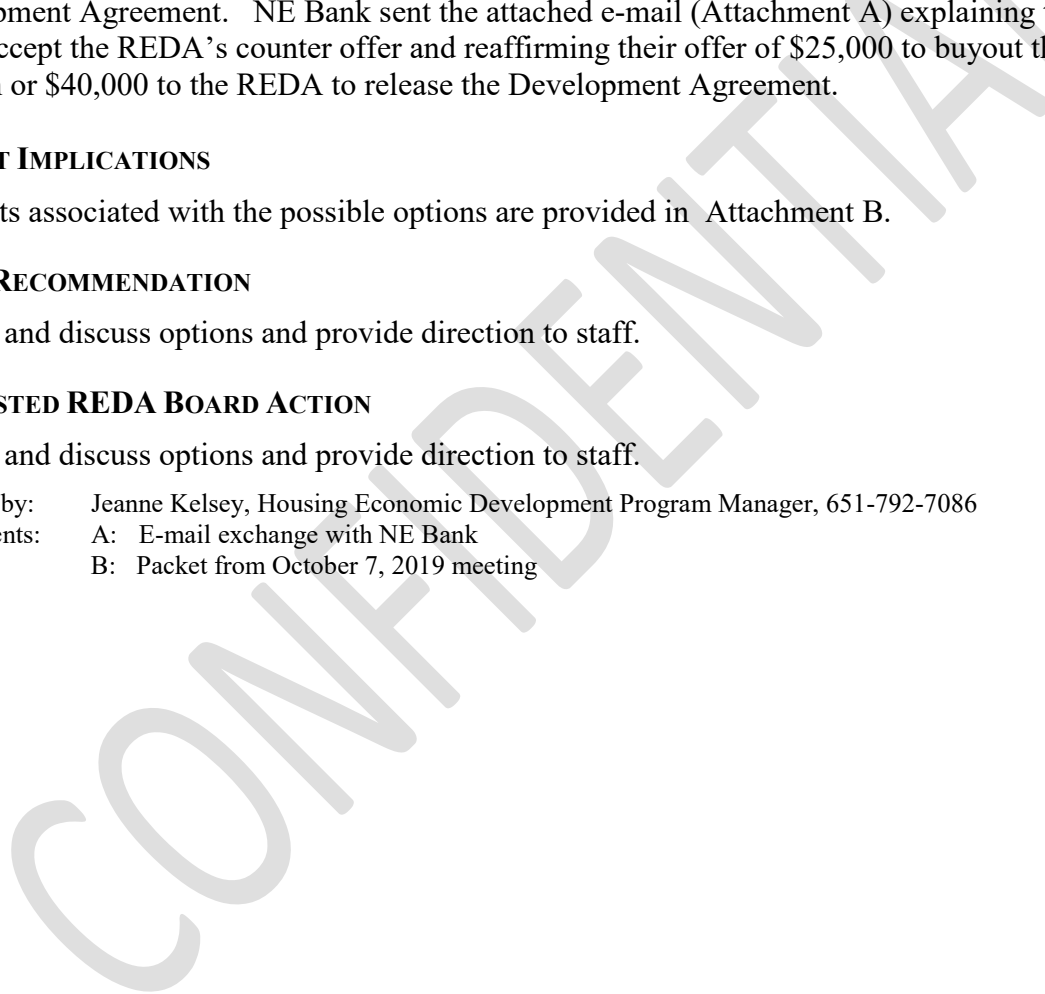 pment Agreement. NE Bank sent the attached e-mail (Attachment A) explaining
ccept the REDA's counter offer and reaffirming their offer of $25,000 to buyout th
or $40,000 to the REDA to release the Development Agreement.
T IMPLICATIONS
ts associated with the possible options are provided in Attachment B.
RECOMMENDATION
and discuss options and provide direction to staff.
STED REDA BOARD ACTION
and discuss options and provide direction to staff.
by: Jeanne Kelsey, Housing Economic Development Program Manager, 651-792-7086
ents: A: E-mail exchange with NE Bank
B: Packet from October 7, 2019 meeting
CONFIDENTIA